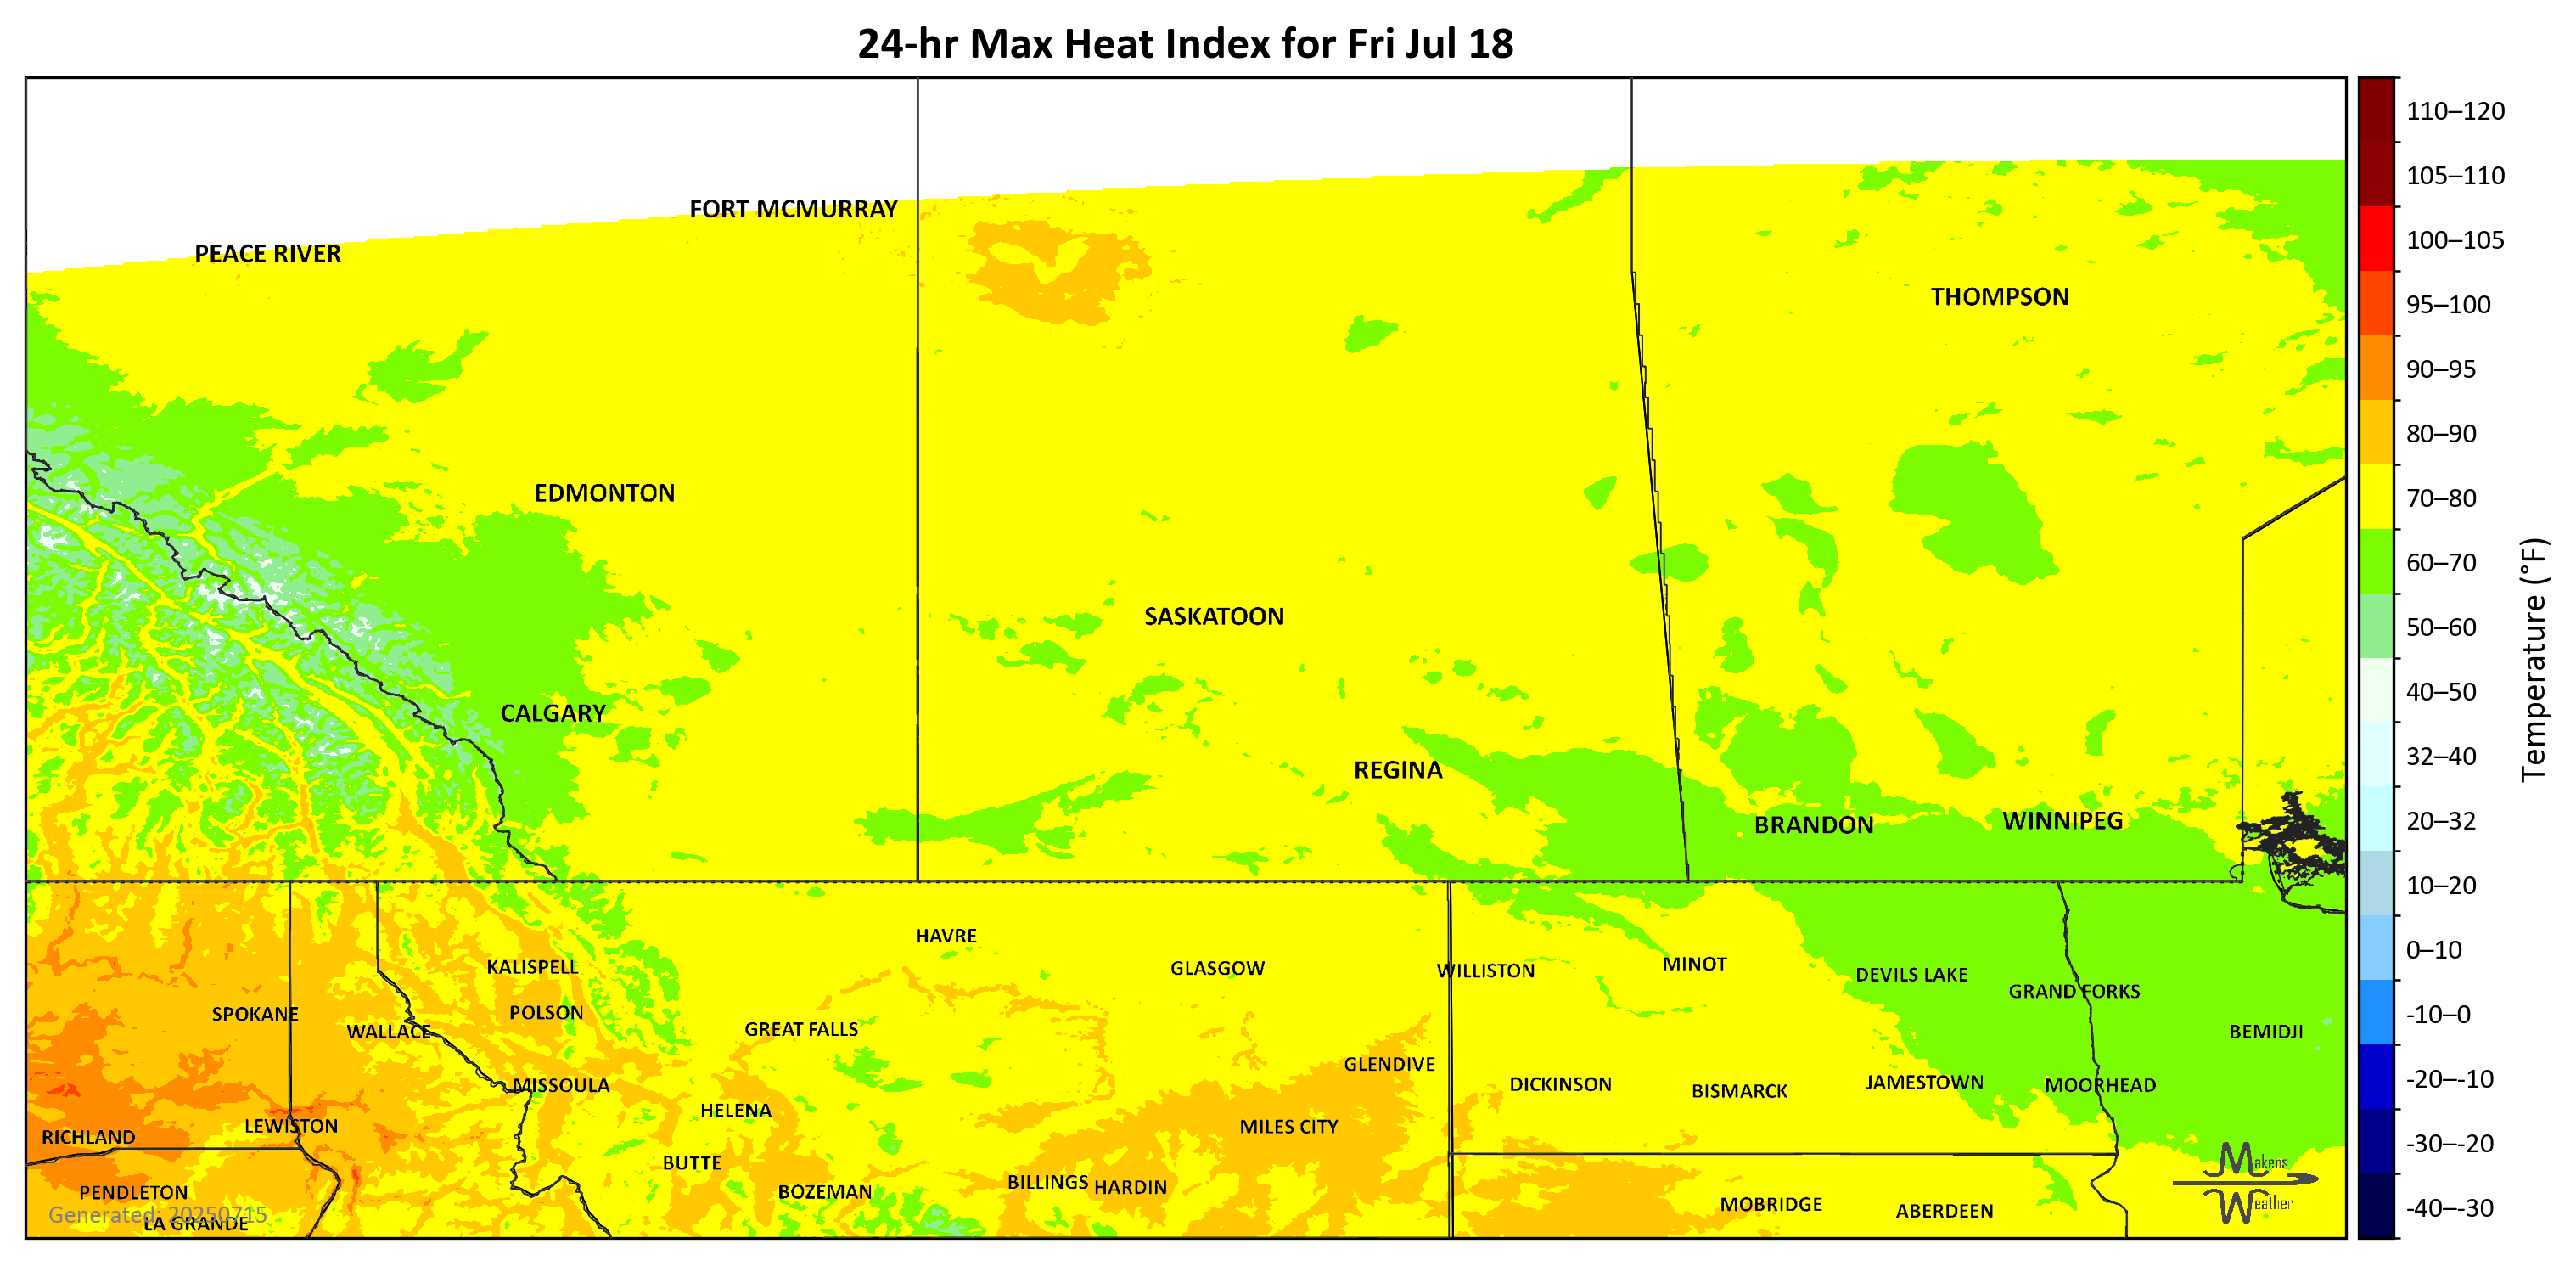 24-hr Max Heat Index for Fri Jul 18
FORT MCMURRAY
PEACE RIVER
THOMPSON
EDMONTON
SASKATOON
CALGARY
REGINA
BRANDON
WINNIPEG
HAVRE
KALISPELL
GLASGOW
WILLISTON
MINOT
DEVILS LAKE
GRAND FORKS
SPOKANE
POLSON
WALLACE
GREAT FALLS
BEMIDJI
GLENDIVE
MISSOULA
DICKINSON
BISMARCK
JAMESTOWN
MOORHEAD
HELENA
LEWISTON
MILES CITY
RICHLAND
BUTTE
BILLINGS
HARDIN
BOZEMAN
PENDLETON
MOBRIDGE
ABERDEEN
LA GRANDE
Generated: 20250715
Makens
Weather
110–120
105–110
100–105
95–100
90–95
80–90
70–80
60–70
50–60
40–50
32–40
20–32
10–20
0–10
-10–0
-20–-10
-30–-20
-40–-30
Temperature (°F)